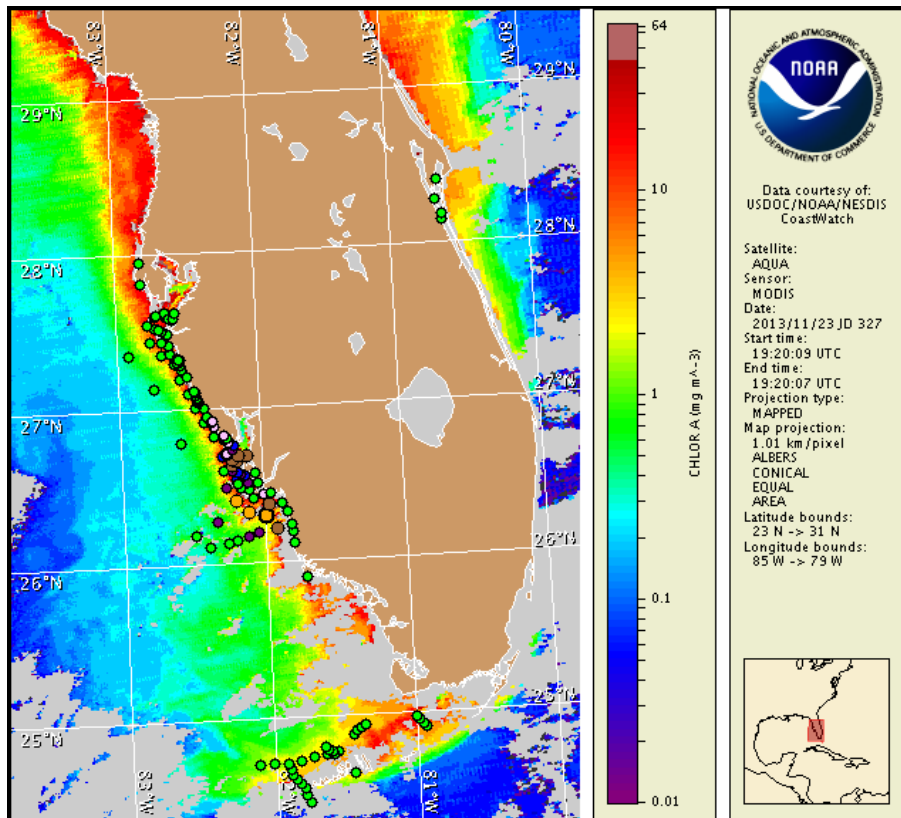 83°W
82°W
81°W
80°W
29°N
29°N
28°N
28°N
27°N
27°N
26°N
26°N
25°N
25°N
83°W
82°W
81°W
64
10
1
0.1
0.01
CHLOR A (mg m^-3)
NATIONAL OCEANIC AND ATMOSPHERIC ADMINISTRATION
NOAA
U.S. DEPARTMENT OF COMMERCE
Data courtesy of:
USDOC/NOAA/NESDIS
CoastWatch
Satellite:
AQUA
Sensor:
MODIS
Date:
2013/11/23 JD 327
Start time:
19:20:09 UTC
End time:
19:20:07 UTC
Projection type:
MAPPED
Map projection:
1.01 km/pixel
ALBERS
CONICAL
EQUAL
AREA
Latitude bounds:
23 N -> 31 N
Longitude bounds:
85 W -> 79 W